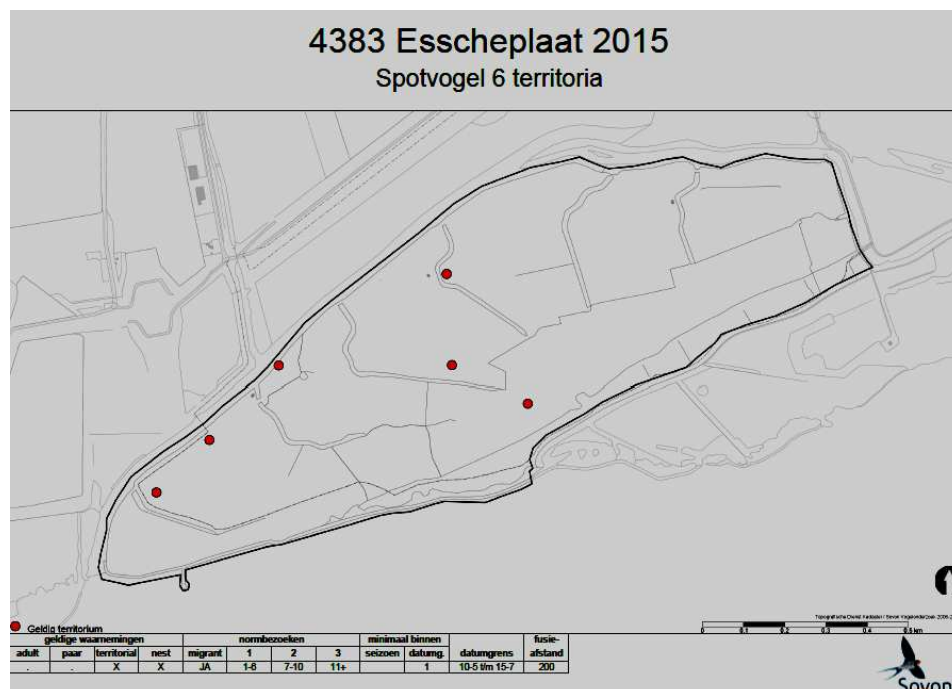 4383 Esscheplaat 2015
Spotvogel 6 territoria
Geldig territorium
geldige waarnemingen normbezoeken minimaal binnen fusie-
adult paar territorial nest migrant 1 2 3 seizoen datumg. datumgrens afstand
. . X X JA 1-6 7-10 11+ 1 10-5 t/m 15-7 200
0 0.1 0.2 0.3 0.4 0.5 km
Sovon